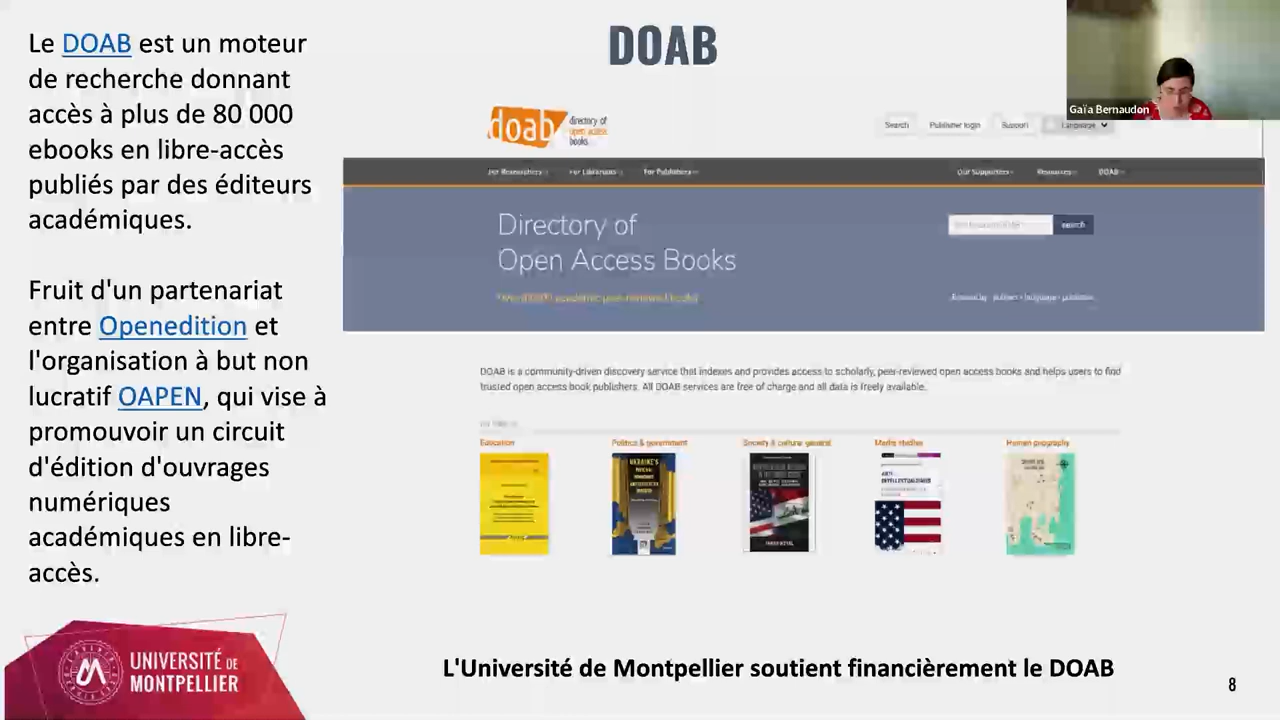 DOAB
Le DOAB est un moteur
de recherche donnant
accès à plus de 80 000
ebooks en libre-accès
publiés par des éditeurs
académiques.
Fruit d'un partenariat
entre Openedition et
l'organisation à but non
lucratif OAPEN, qui vise à
promouvoir un circuit
d'édition d'ouvrages
numériques
académiques en libre-
accès.
Gaïa Bernaudon
doab directory of
open access
books
Search Publisher login Support Language
For Researchers For Librarians For Publishers Our Supporters Resources DOAB
Directory of
Open Access Books
search
DOAB is a community-driven discovery service that indexes and provides access to scholarly, peer-reviewed open access books and helps users to find
trusted open access book publishers. All DOAB services are free of charge and all data is freely available.
Education Politics & government Society & culture: general Media studies Human geography
UKRAINE'S
ANTI-
L'Université de Montpellier soutient financièrement le DOAB
UNIVERSITÉ DE
MONTPELLIER
8